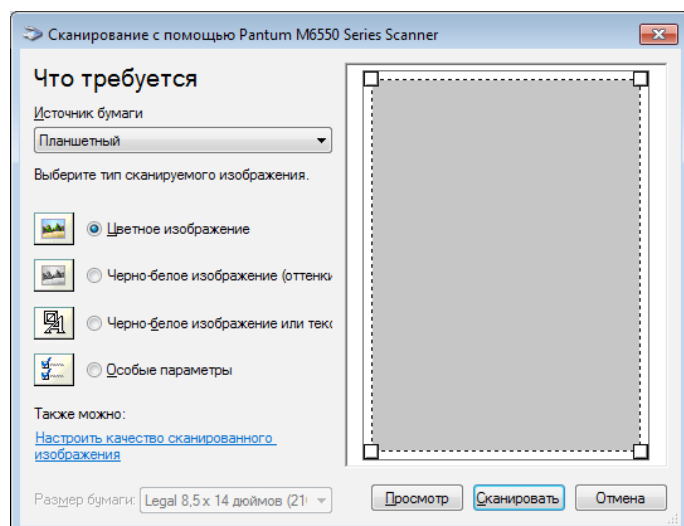 Сканирование с помощью Pantum M6550 Series Scanner
Что требуется
Источник бумаги
Планшетный
Выберите тип сканируемого изображения.
Цветное изображение
Черно-белое изображение (оттенки
Черно-белое изображение или текс
Особые параметры
Также можно:
Настроить качество сканированного
изображения
Размер бумаги: Legal 8,5 x 14 дюймов (21
Просмотр Сканировать Отмена